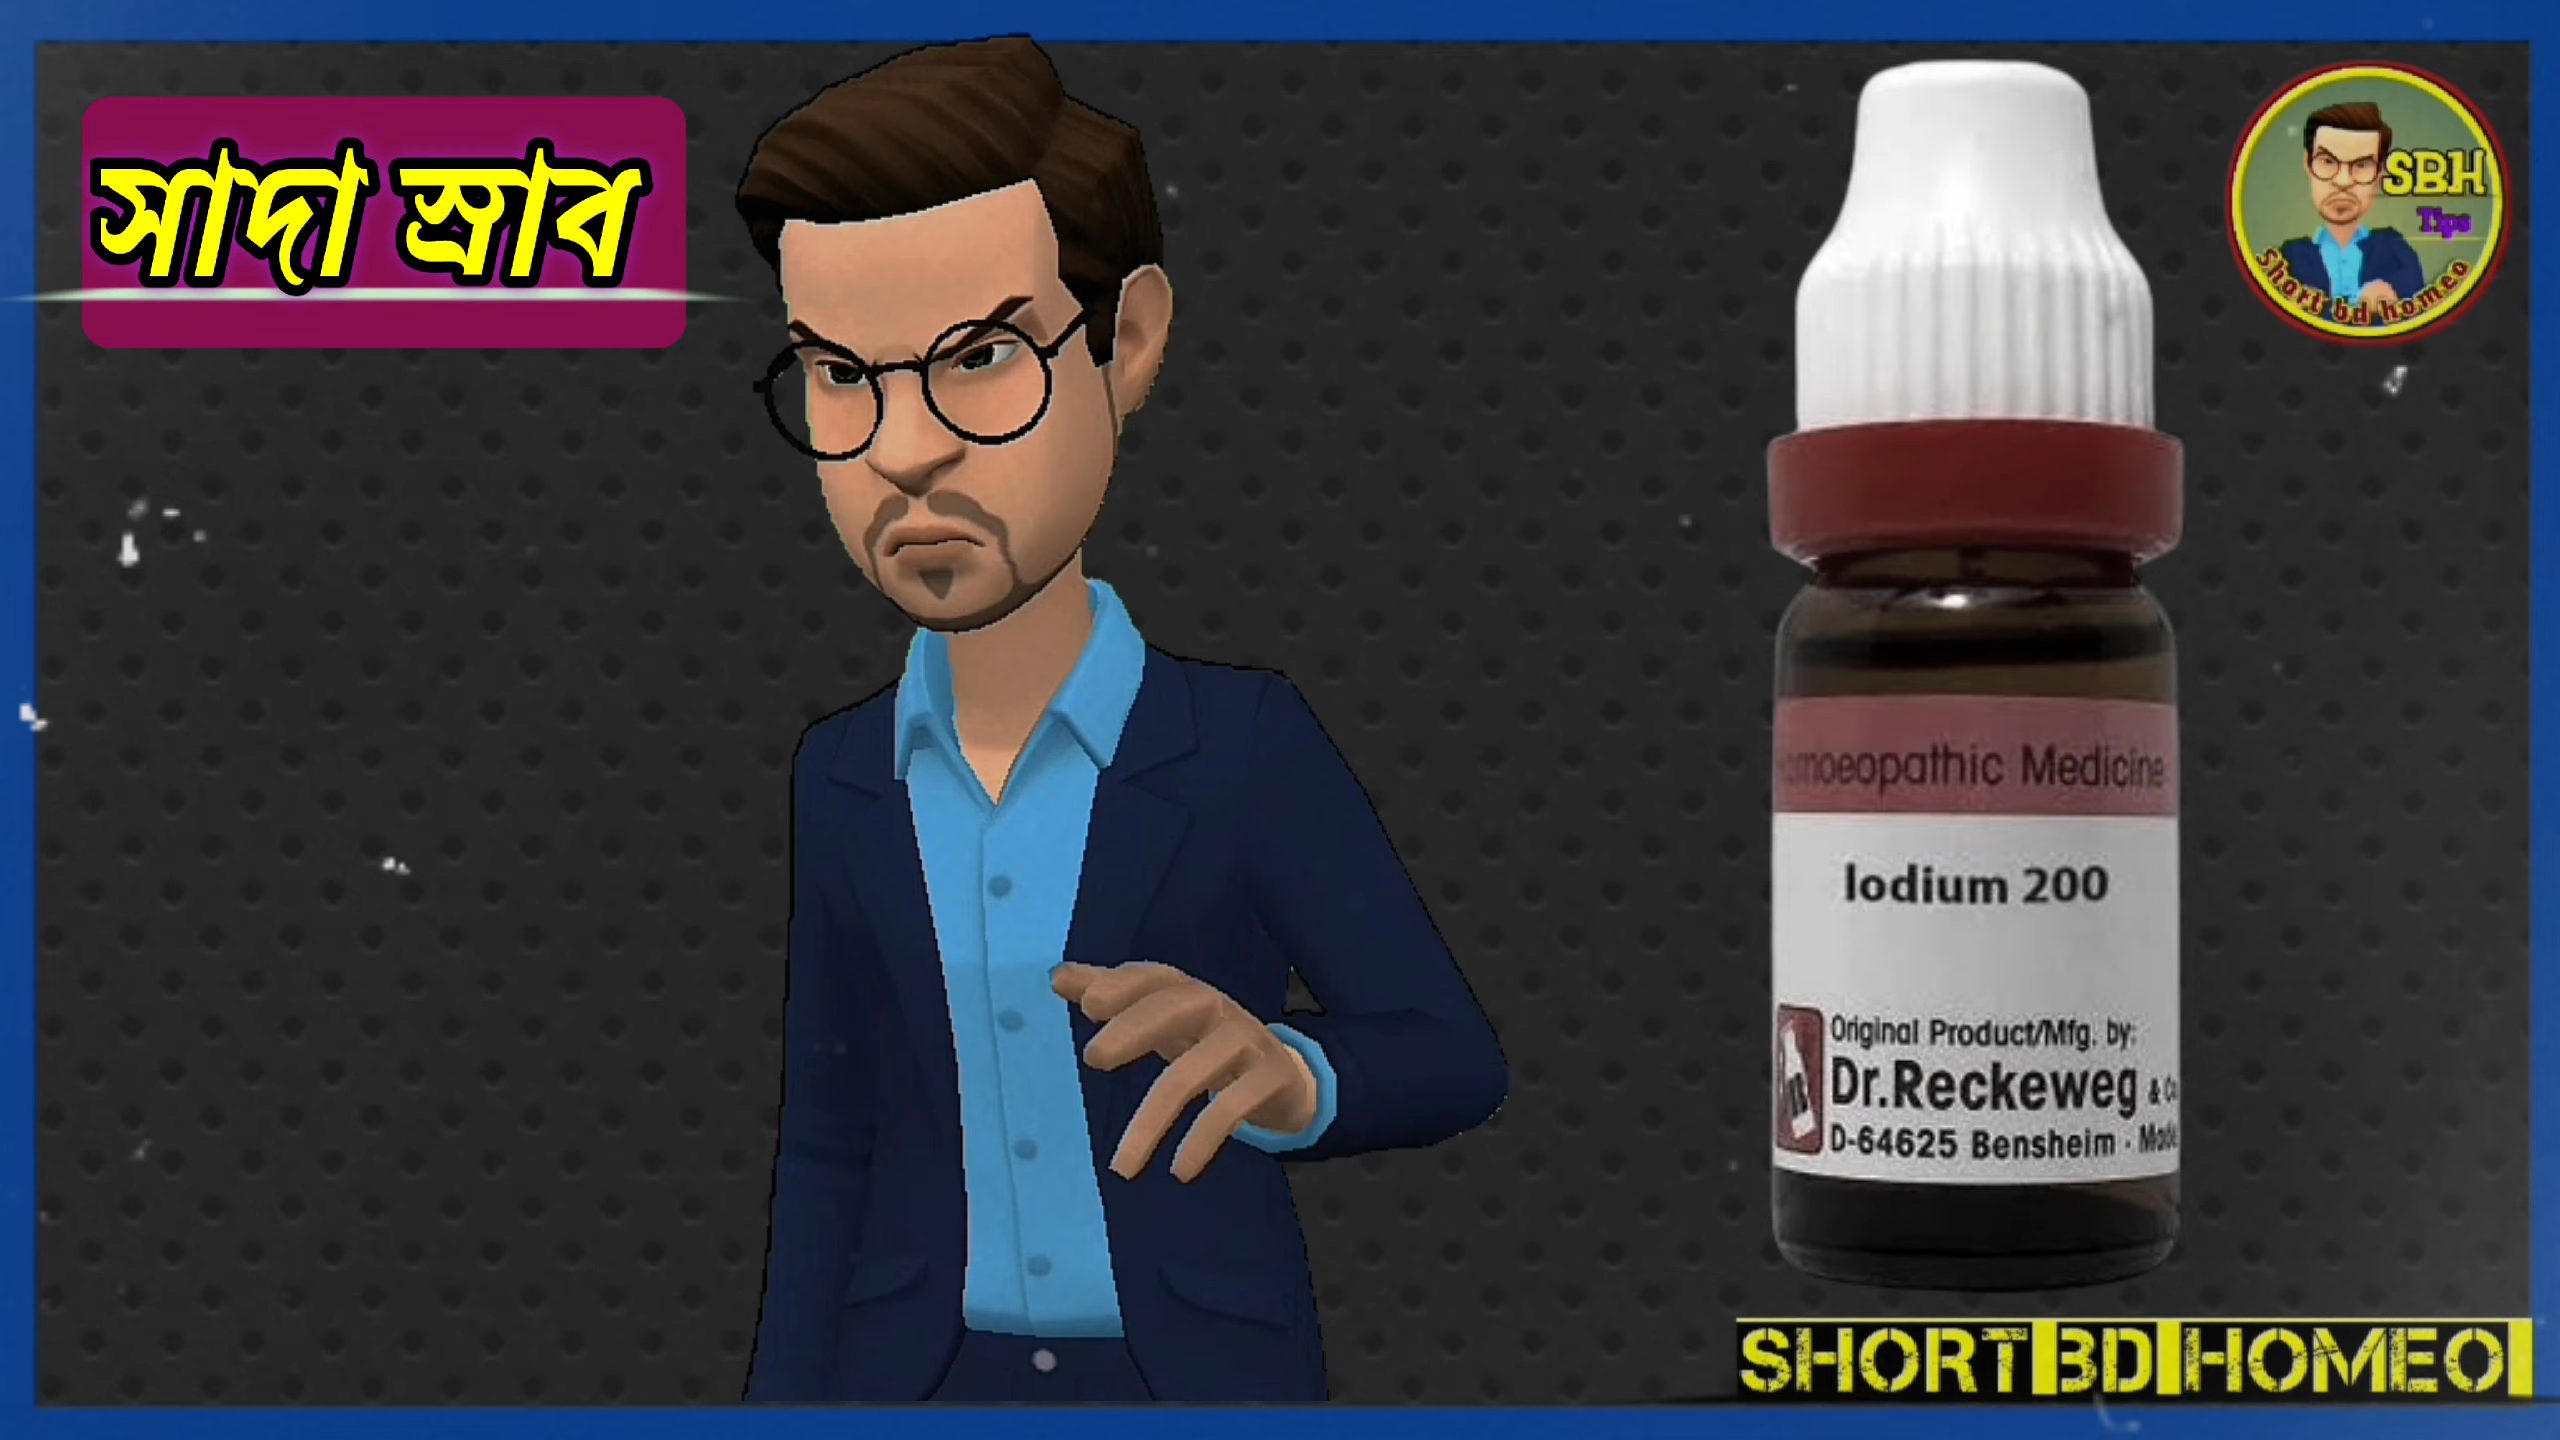 সাদা স্রাব
SBH
Tips
Short bd homeo
Homoeopathic Medicine
Iodium 200
Original Product/Mfg. by:
Dr.Reckeweg &
D-64625 Bensheim ·
SHORT BD HOMEO